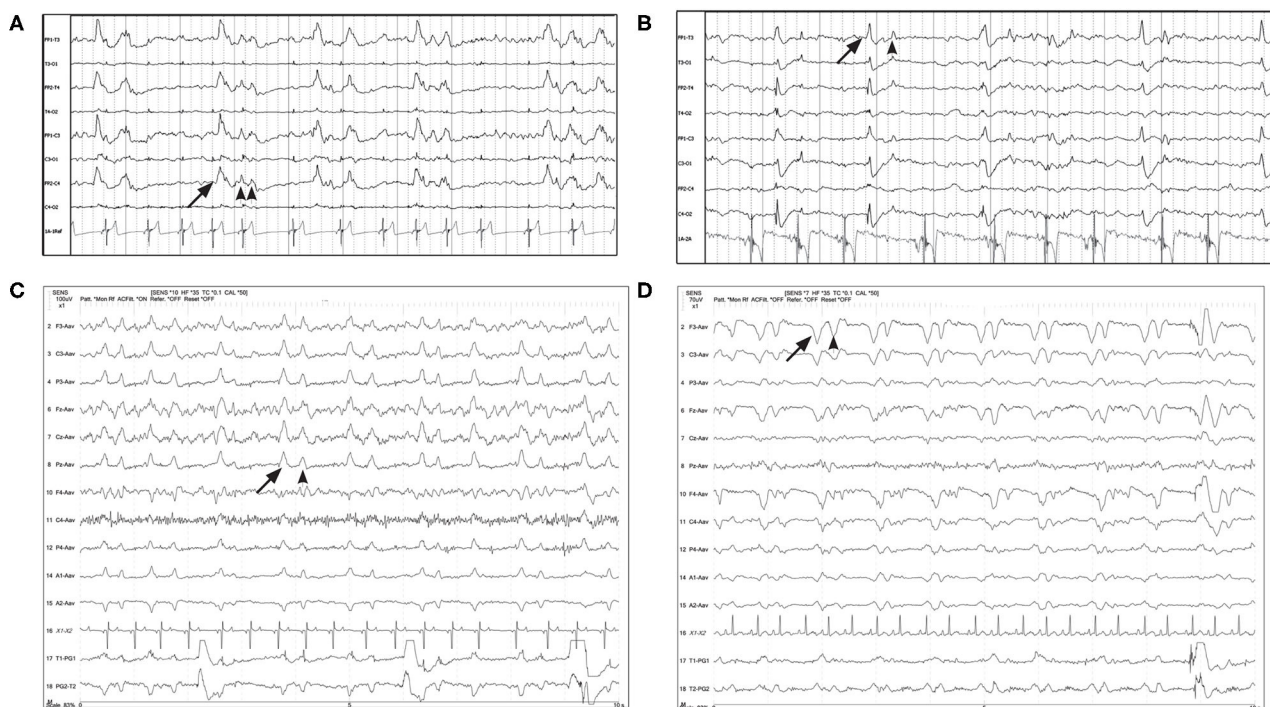 A
FP1-T3
T3-O1
FP2-T4
T4-O2
FP1-C3
C3-O1
FP2-C4
C4-O2
1A-1Ref
B
FP1-T3
T3-O1
FP2-T4
T4-O2
FP1-C3
C3-O1
FP2-C4
C4-O2
1A-2A
C
SENS [SENS *10 HF *35 TC *0.1 CAL *50]
100uV Patt. *Mon Rf ACFilt. *ON Refer. *OFF Reset *OFF
x1
2 F3-Aav
3 C3-Aav
4 P3-Aav
6 Fz-Aav
7 Cz-Aav
8 Pz-Aav
10 F4-Aav
11 C4-Aav
12 P4-Aav
14 A1-Aav
15 A2-Aav
16 X1-X2
17 T1-PG1
18 PG2-T2
Scale 83% 0 5 10 s
D
SENS [SENS *7 HF *35 TC *0.1 CAL *50]
70uV Patt. *Mon Rf ACFilt. *OFF Refer. *OFF Reset *OFF
x1
2 F3-Aav
3 C3-Aav
4 P3-Aav
6 Fz-Aav
7 Cz-Aav
8 Pz-Aav
10 F4-Aav
11 C4-Aav
12 P4-Aav
14 A1-Aav
15 A2-Aav
16 X1-X2
17 T1-PG1
18 T2-PG2